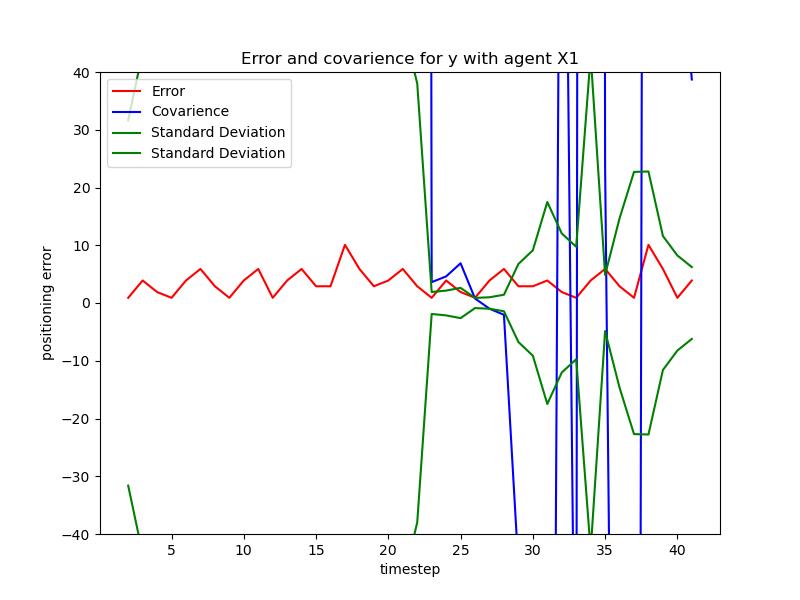 Error and covarience for y with agent X1
Error
Covarience
Standard Deviation
Standard Deviation
positioning error
40
30
20
10
0
−10
−20
−30
−40
5 10 15 20 25 30 35 40
timestep